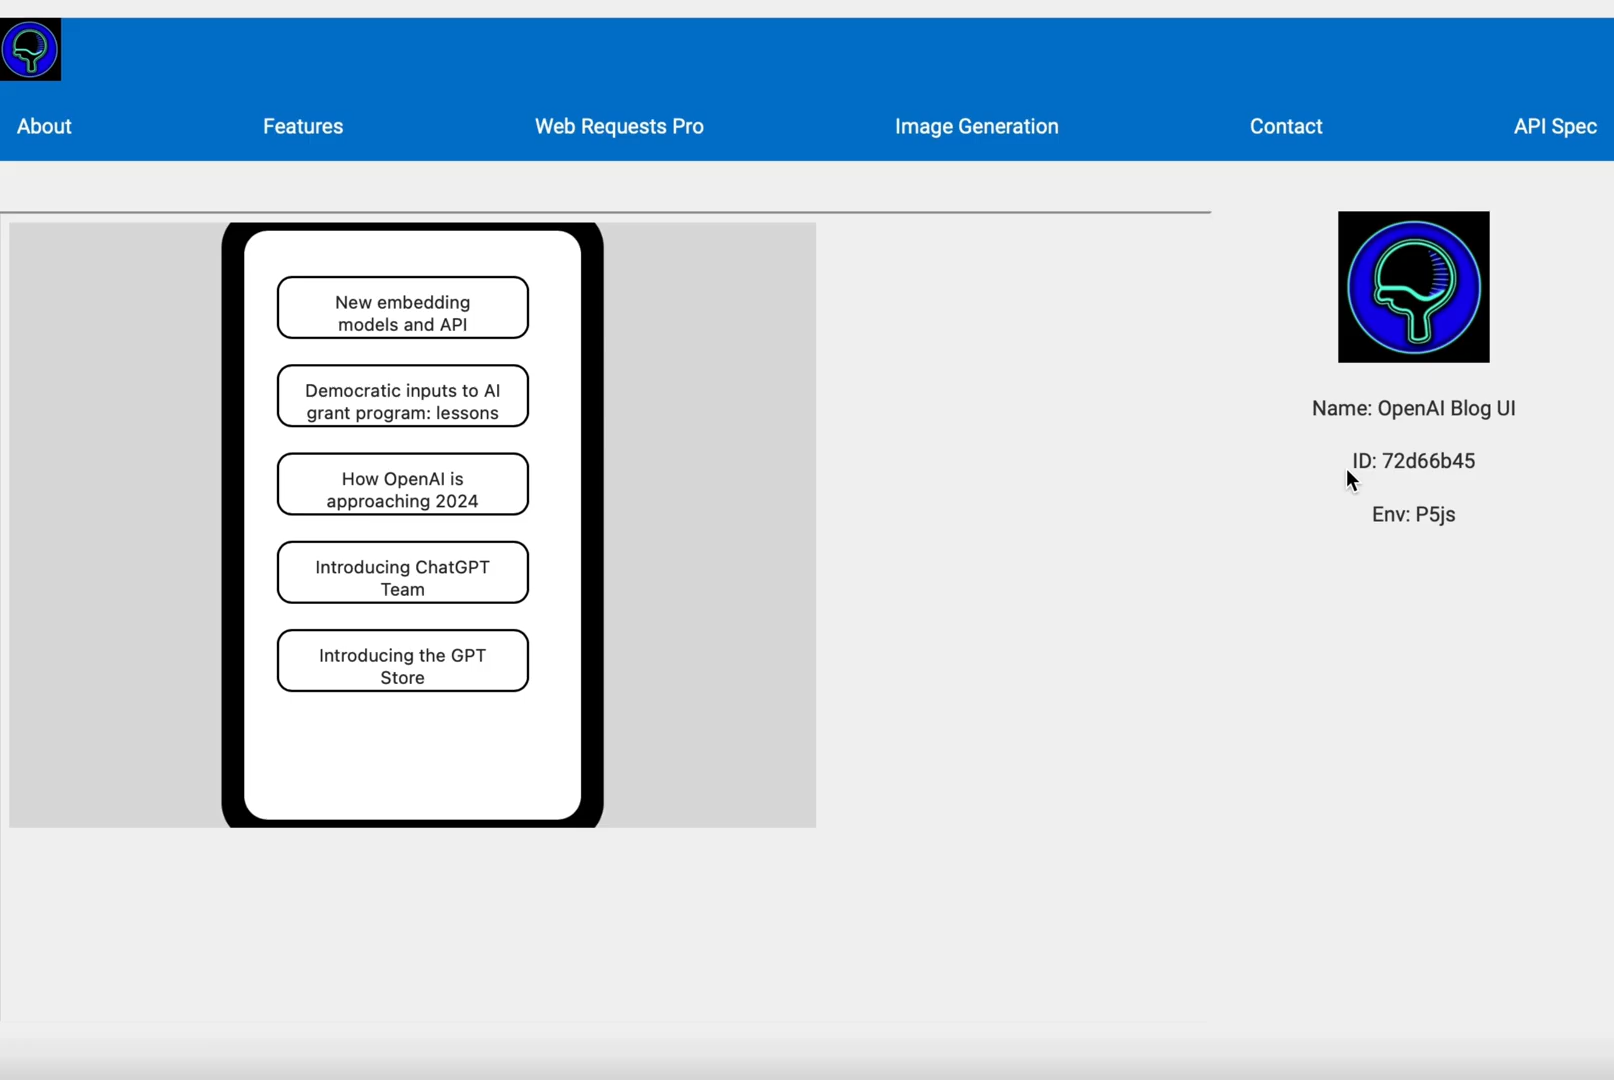 About
Features
Web Requests Pro
Image Generation
Contact
API Spec
New embedding
models and API
Democratic inputs to AI
grant program: lessons
How OpenAI is
approaching 2024
Introducing ChatGPT
Team
Introducing the GPT
Store
Name: OpenAI Blog UI
ID: 72d66b45
Env: P5js